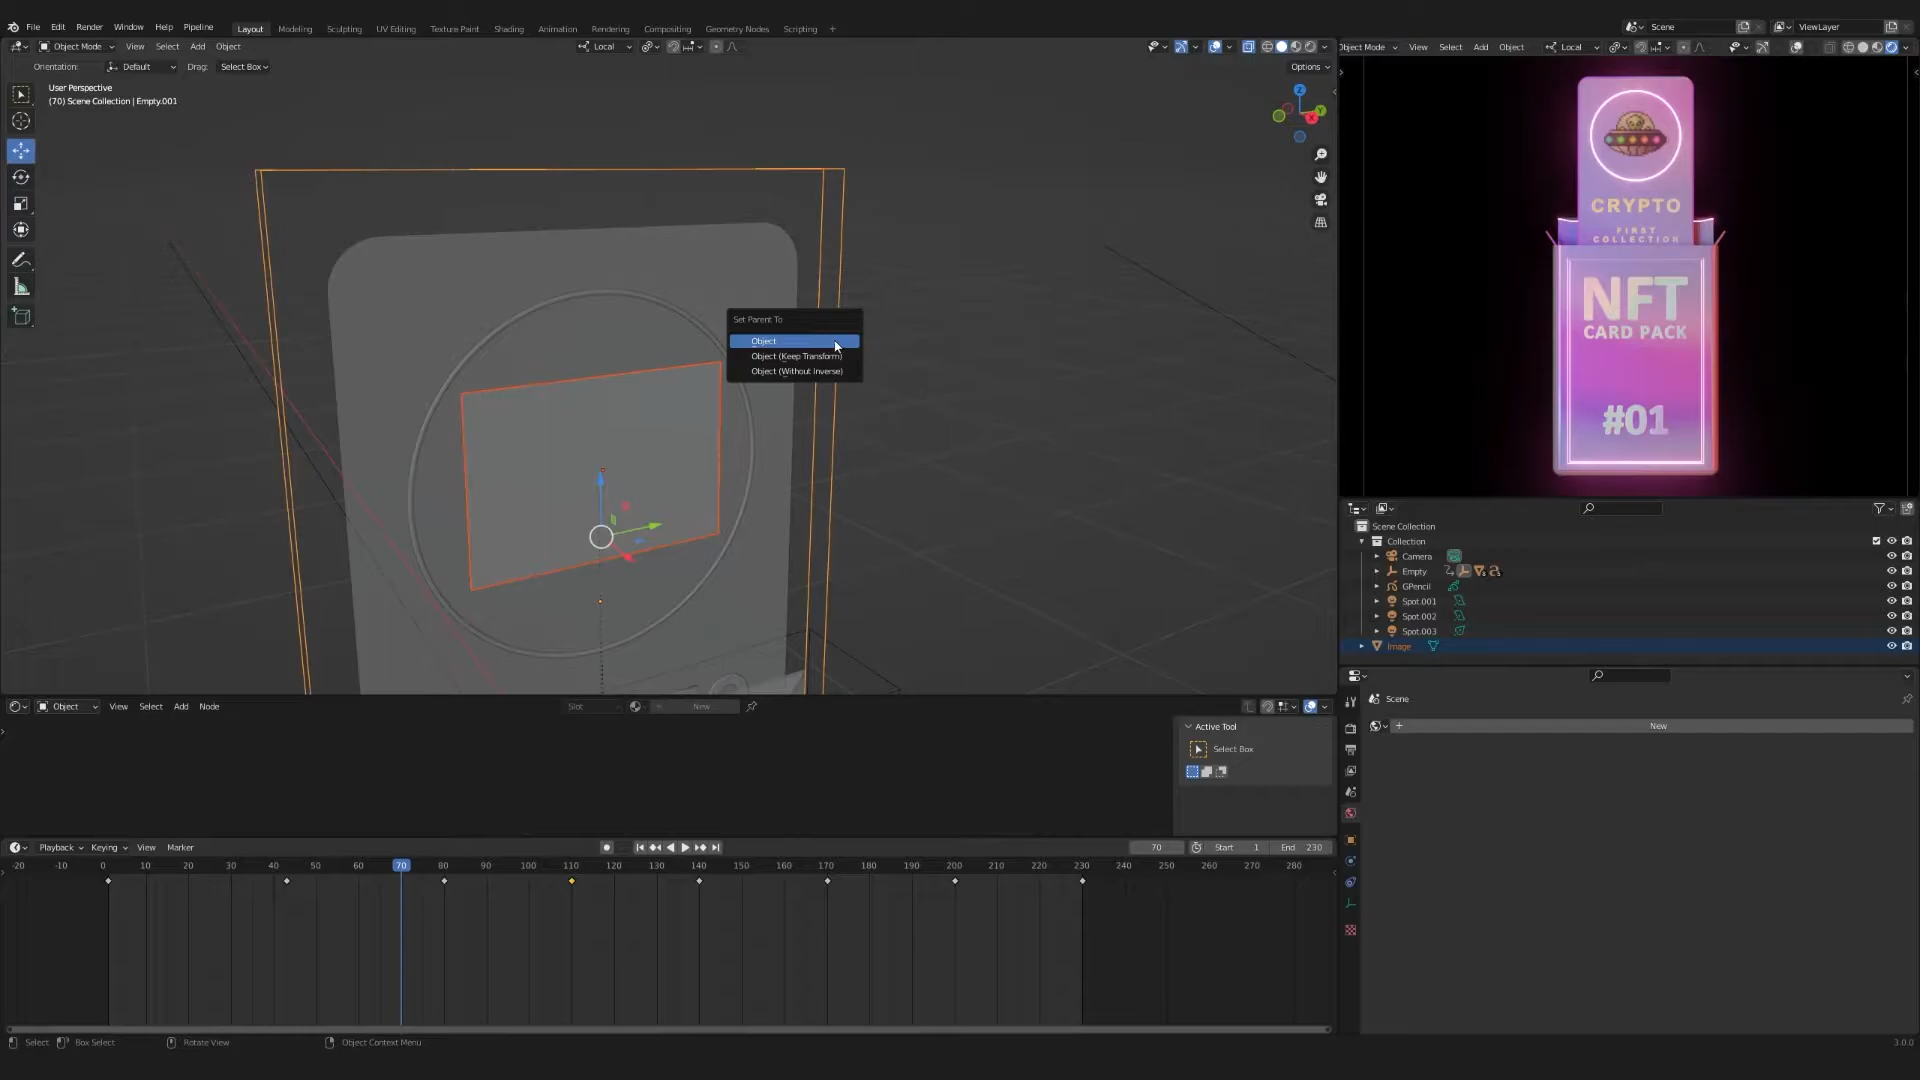 File Edit Render Window Help Pipeline Layout Modeling Sculpting UV Editing Texture Paint Shading Animation Rendering Compositing Geometry Nodes Scripting + Scene ViewLayer
Object Mode View Select Add Object Local
Object Mode View Select Add Object Local
Orientation: Default Drag: Select Box Options
User Perspective
(70) Scene Collection | Empty.001
Z
Y
X
Set Parent To
Object
Object (Keep Transform)
Object (Without Inverse)
CRYPTO
FIRST
COLLECTION
NFT
CARD PACK
#01
Scene Collection
Collection
Camera
Empty
GPencil
Spot.001
Spot.002
Spot.003
Image
Scene
+ New
Object View Select Add Node Slot New
Active Tool
Select Box
Playback Keying View Marker 70 Start 1 End 230
-20 -10 0 10 20 30 40 50 60 70 80 90 100 110 120 130 140 150 160 170 180 190 200 210 220 230 240 250 260 270 280
Select Box Select Rotate View Object Context Menu 3.0.0